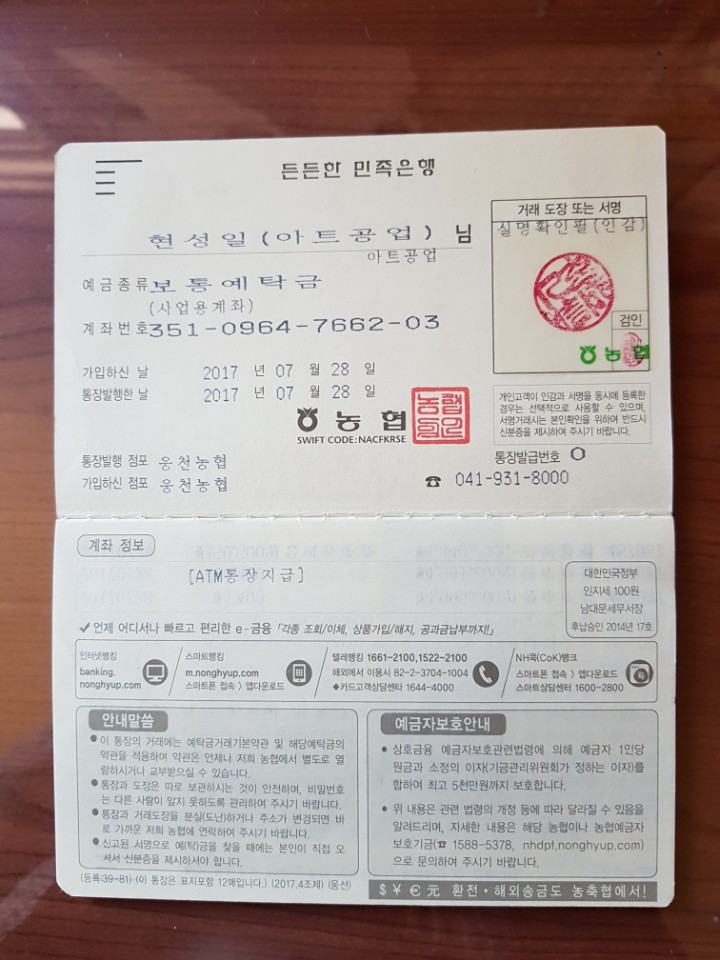 든든한 민족은행
현성일(아트공업) 님
아트공업
예금종류 보통예탁금
(사업용계좌)
계좌번호 351-0964-7662-03
가입하신 날 2017 년 07 월 28 일
통장발행한 날 2017 년 07 월 28 일
농협
SWIFT CODE:NACFKRSE
통장발행 점포 웅천농협
가입하신 점포 웅천농협
거래 도장 또는 서명
실명확인필(인감)
검인
농협
개인고객이 인감과 서명을 동시에 등록한
경우는 선택적으로 사용할 수 있으며,
서명거래시는 본인확인을 위하여 반드시
신분증을 제시하여 주시기 바랍니다.
통장발급번호 0
☎ 041-931-8000
계좌 정보
[ATM통장지급]
대한민국정부
인지세 100원
남대문세무서장
후납승인 2014년 17호
✓언제 어디서나 빠르고 편리한 e-금융 「각종 조회/이체, 상품가입/해지, 공과금납부까지!」
인터넷뱅킹
banking.
nonghyup.com
스마트뱅킹
m.nonghyup.com
스마트폰 접속 > 앱다운로드
텔레뱅킹 1661-2100,1522-2100
해외에서 이용시 82-2-3704-1004
◆카드고객상담센타 1644-4000
NH콕(CoK)뱅크
스마트폰 접속 > 앱다운로드
스마트상담센터 1600-2800
안내말씀
● 이 통장의 거래에는 예탁금거래기본약관 및 해당예탁금의
약관을 적용하며 약관은 언제나 저희 농협에서 별도로 열
람하시거나 교부받으실 수 있습니다.
● 통장과 도장은 따로 보관하시는 것이 안전하며, 비밀번호
는 다른 사람이 알지 못하도록 관리하여 주시기 바랍니다.
● 통장과 거래도장을 분실(도난)하거나 주소가 변경되면 바
로 가까운 저희 농협에 연락하여 주시기 바랍니다.
● 신고된 서명으로 예(탁)금을 찾을 때에는 본인이 직접 오
셔서 신분증을 제시하셔야 합니다.
예금자보호안내
• 상호금융 예금자보호관련법령에 의해 예금자 1인당
원금과 소정의 이자(기금관리위원회가 정하는 이자)를
합하여 최고 5천만원까지 보호합니다.
• 위 내용은 관련 법령의 개정 등에 따라 달라질 수 있음을
알려드리며, 자세한 내용은 해당 농협이나 농협예금자
보호기금(☎ 1588-5378, nhdpf.nonghyup.com)
으로 문의하여 주시기 바랍니다.
(등록:39-81) (이 통장은 표지포함 12매입니다.) (2017.4조제) (웅선)
$ ¥ € 元 환전·해외송금도 농축협에서!